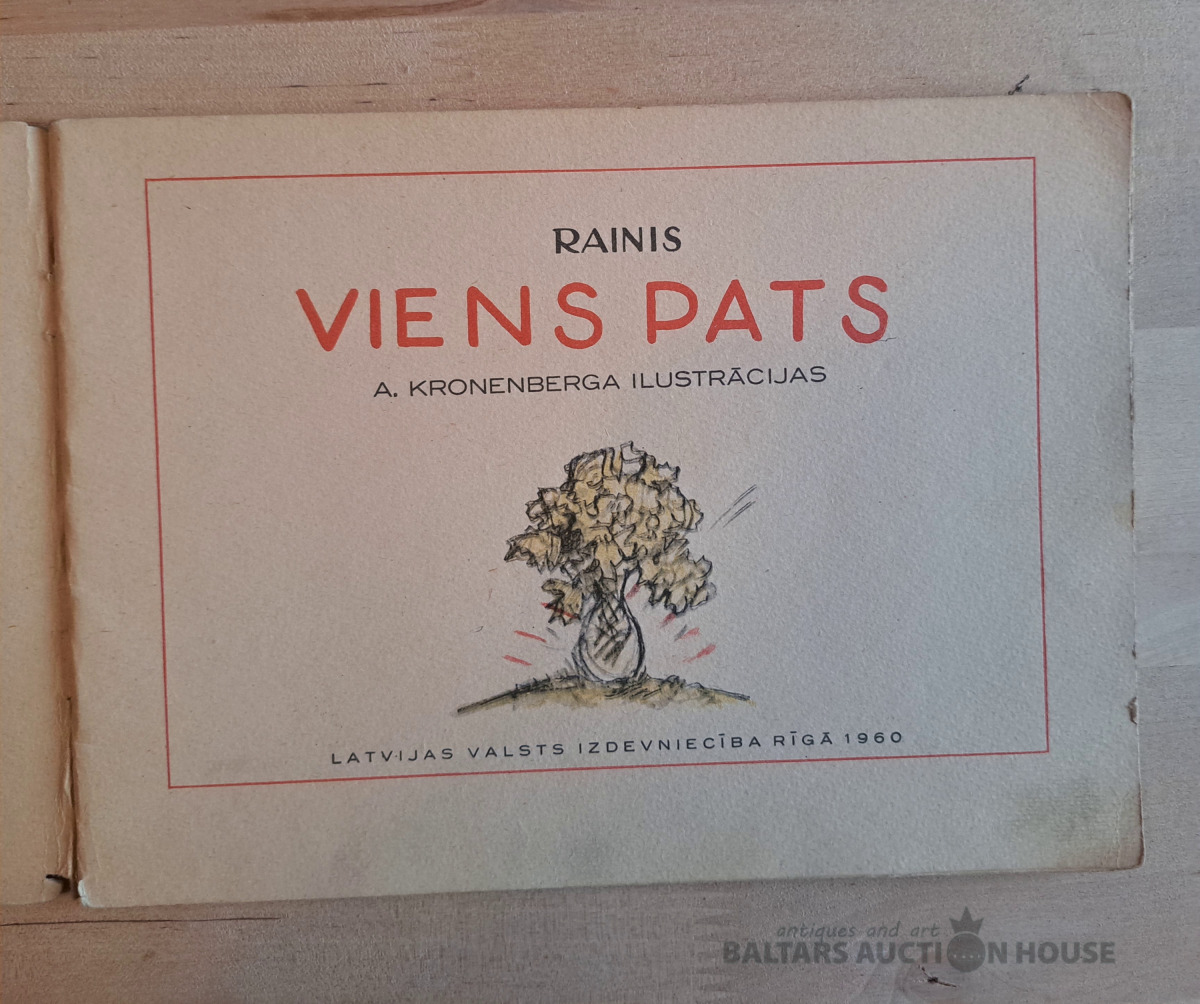 RAINIS
VIENS PATS
A. KRONENBERGA ILUSTRĀCIJAS
LATVIJAS VALSTS IZDEVNIECĪBA RĪGĀ 1960
antiques and art
BALTARS AUCTION HOUSE